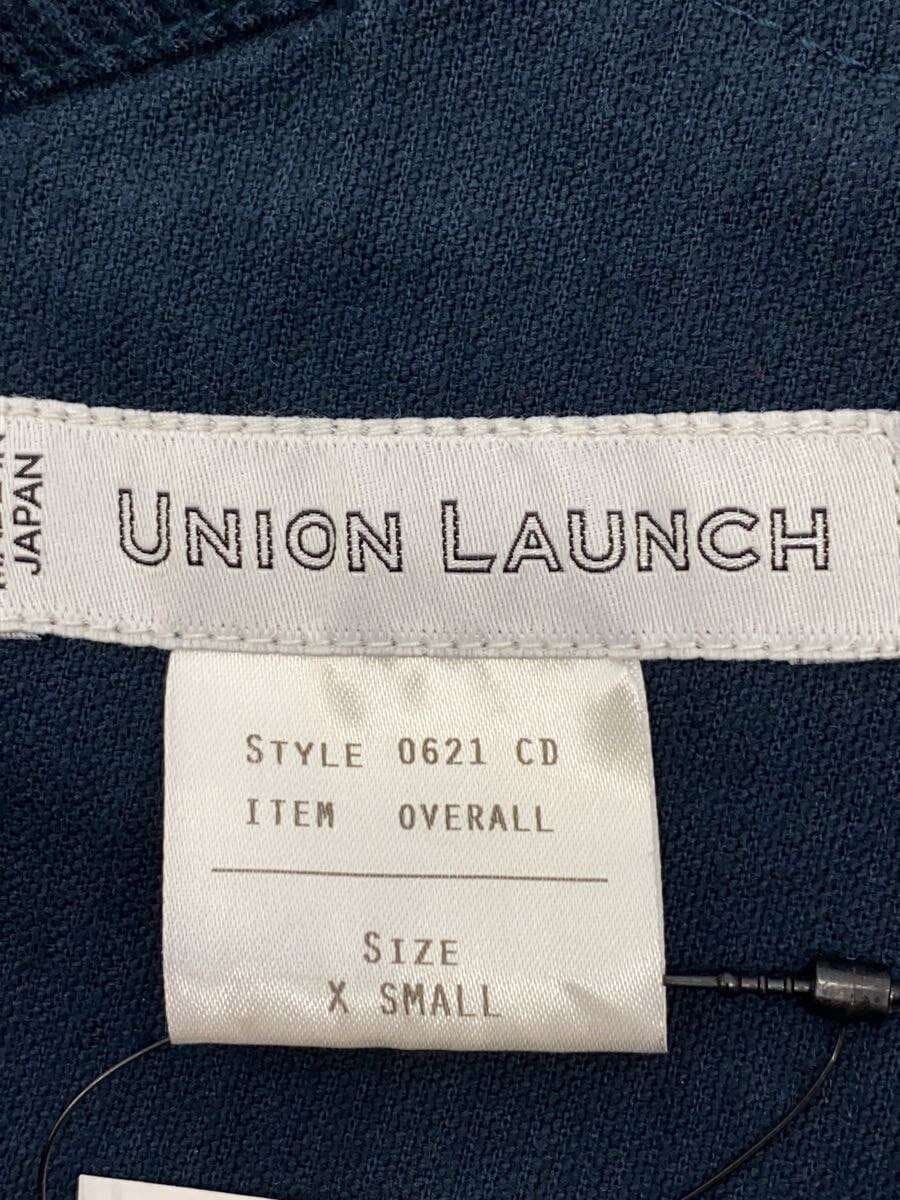 JAPAN
UNION LAUNCH
STYLE 0621 CD
ITEM OVERALL
SIZE
X SMALL